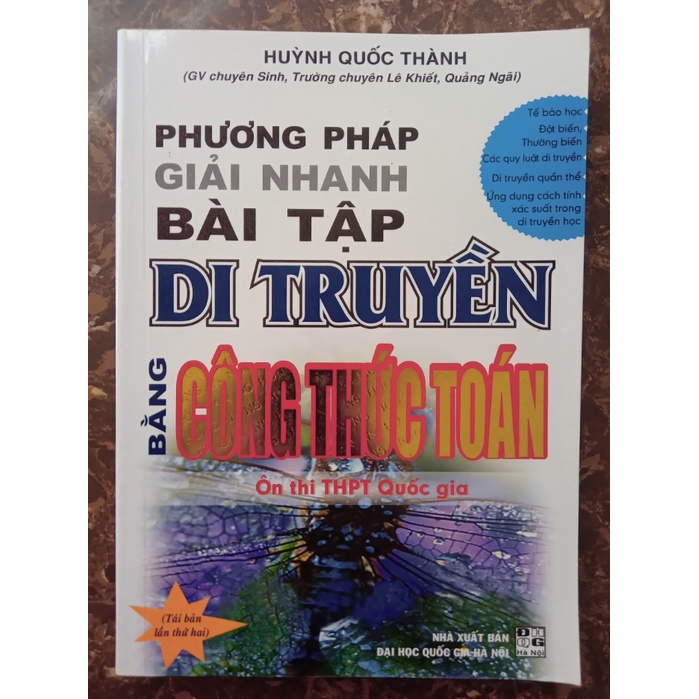 HUỲNH QUỐC THÀNH
(GV chuyên Sinh, Trường chuyên Lê Khiết, Quảng Ngãi)
Tế bào học
Đột biến,
Thường biến
Các quy luật di truyền
Di truyền quần thể
Ứng dụng cách tính
xác suất trong
di truyền học
PHƯƠNG PHÁP
GIẢI NHANH
BÀI TẬP
DI TRUYỀN
BẰNG
CÔNG THỨC TOÁN
Ôn thi THPT Quốc gia
(Tái bản
lần thứ hai)
NHÀ XUẤT BẢN
ĐẠI HỌC QUỐC GIA HÀ NỘI
Hà Nội